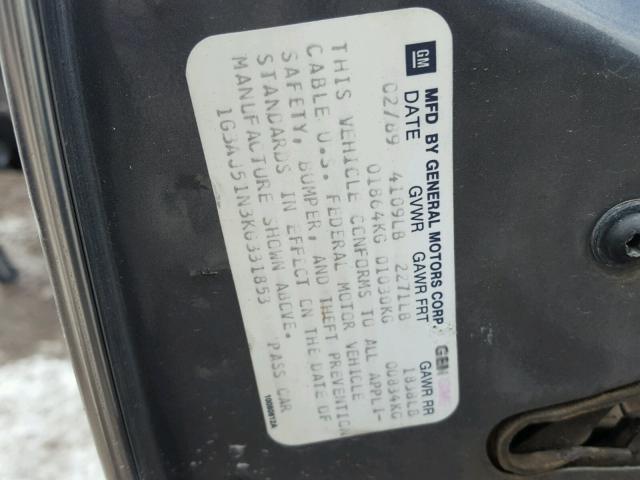 GM MFD BY GENERAL MOTORS CORP.
DATE GVWR GAWR FRT GAWR RR
02/89 4109LB 2271LB 1838LB
01864KG 01030KG 00834KG
THIS VEHICLE CONFORMS TO ALL APPLI-
CABLE U.S. FEDERAL MOTOR VEHICLE
SAFETY, BUMPER, AND THEFT PREVENTION
STANDARDS IN EFFECT ON THE DATE OF
MANUFACTURE SHOWN ABOVE.
1G3AJ51N3KG331853 PASS CAR